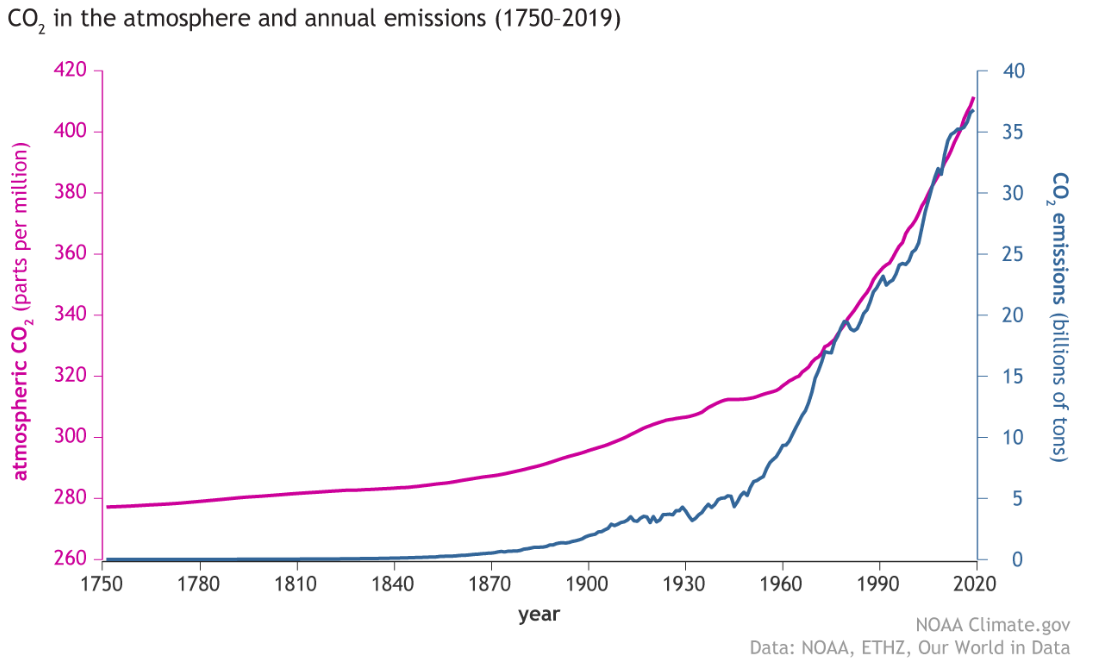 CO₂ in the atmosphere and annual emissions (1750-2019)
atmospheric CO₂ (parts per million)
420
400
380
360
340
320
300
280
260
40
35
30
25
20
15
10
5
0
CO₂ emissions (billions of tons)
1750 1780 1810 1840 1870 1900 1930 1960 1990 2020
year
NOAA Climate.gov
Data: NOAA, ETHZ, Our World in Data